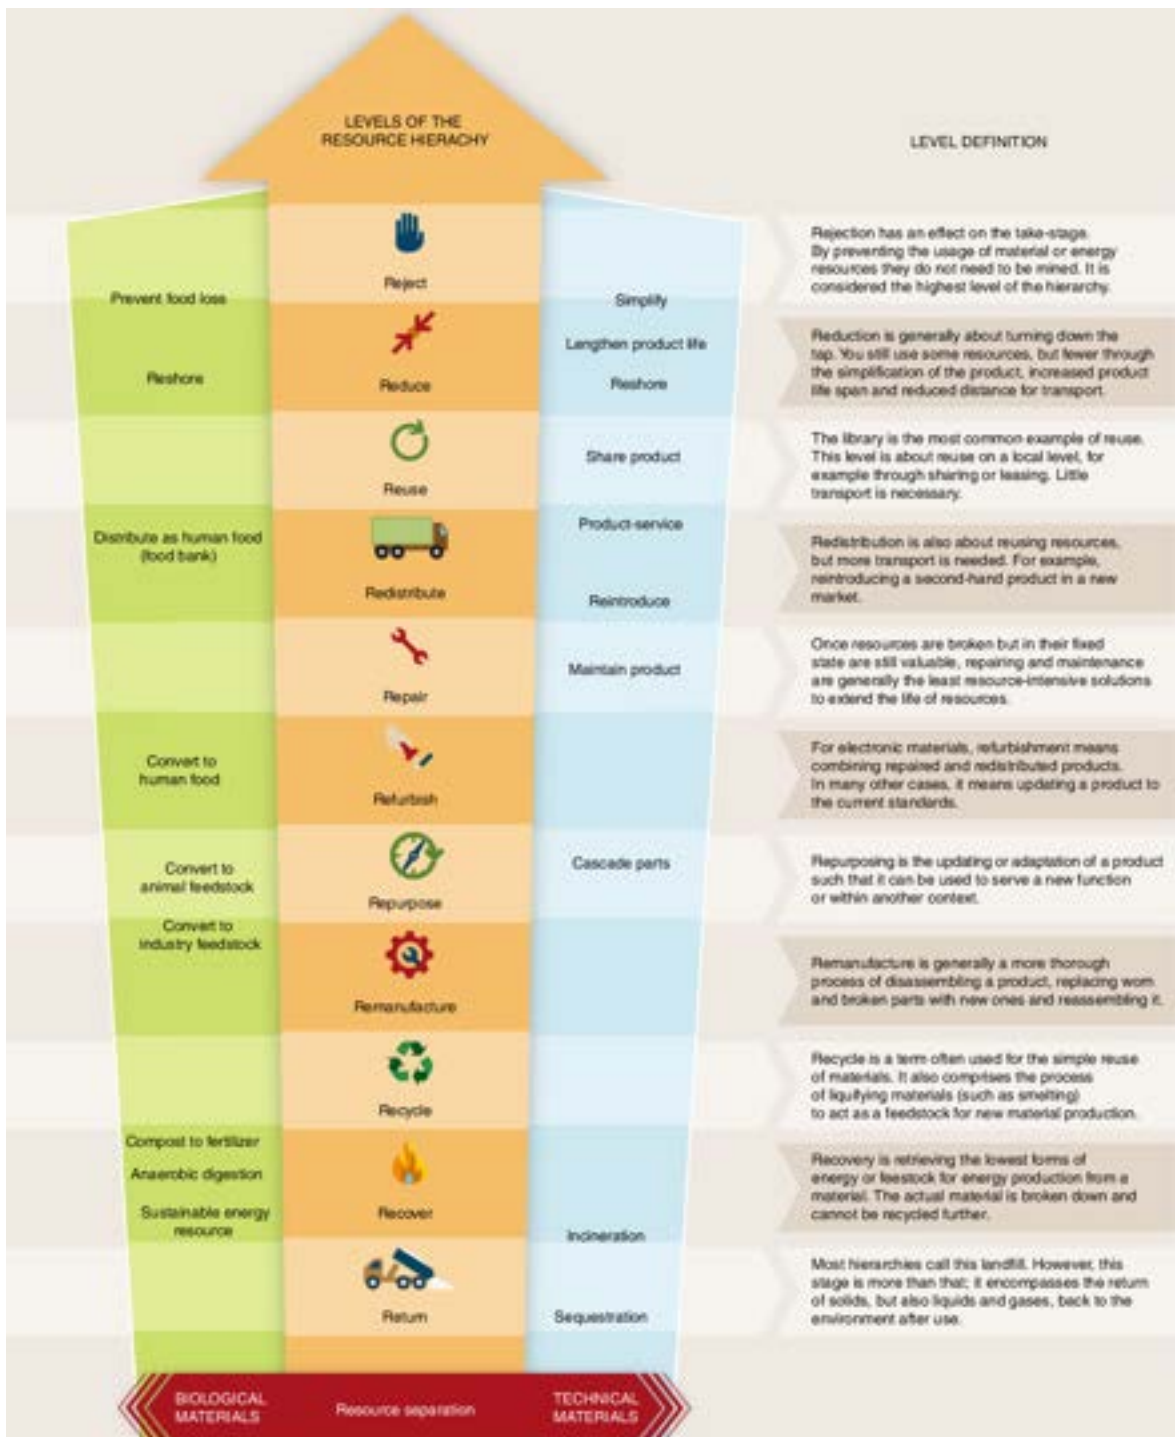 LEVELS OF THE
RESOURCE HIERACHY
LEVEL DEFINITION
Reject
Prevent food loss
Simplify
Rejection has an effect on the take-stage.
By preventing the usage of material or energy
resources they do not need to be mined. It is
considered the highest level of the hierarchy.
Reduce
Reshore
Lengthen product life
Reshore
Reduction is generally about turning down the
tap. You still use some resources, but fewer through
the simplification of the product, increased product
life span and reduced distance for transport.
Reuse
Share product
The library is the most common example of reuse.
This level is about reuse on a local level, for
example through sharing or leasing. Little
transport is necessary.
Distribute as human food
(food bank)
Redistribute
Product-service
Reintroduce
Redistribution is also about reusing resources,
but more transport is needed. For example,
reintroducing a second-hand product in a new
market.
Repair
Maintain product
Once resources are broken but in their fixed
state are still valuable, repairing and maintenance
are generally the least resource-intensive solutions
to extend the life of resources.
Convert to
human food
Refurbish
For electronic materials, refurbishment means
combining repaired and redistributed products.
In many other cases, it means updating a product to
the current standards.
Convert to
animal feedstock
Repurpose
Cascade parts
Repurposing is the updating or adaptation of a product
such that it can be used to serve a new function
or within another context.
Convert to
industry feedstock
Remanufacture
Remanufacture is generally a more thorough
process of disassembling a product, replacing worn
and broken parts with new ones and reassembling it.
Recycle
Recycle is a term often used for the simple reuse
of materials. It also comprises the process
of liquifying materials (such as smelting)
to act as a feedstock for new material production.
Compost to fertilizer
Anaerobic digestion
Sustainable energy
resource
Recover
Incineration
Recovery is retrieving the lowest forms of
energy or feestock for energy production from a
material. The actual material is broken down and
cannot be recycled further.
Return
Sequestration
Most hierarchies call this landfill. However, this
stage is more than that; it encompasses the return
of solids, but also liquids and gases, back to the
environment after use.
BIOLOGICAL
MATERIALS
Resource separation
TECHNICAL
MATERIALS